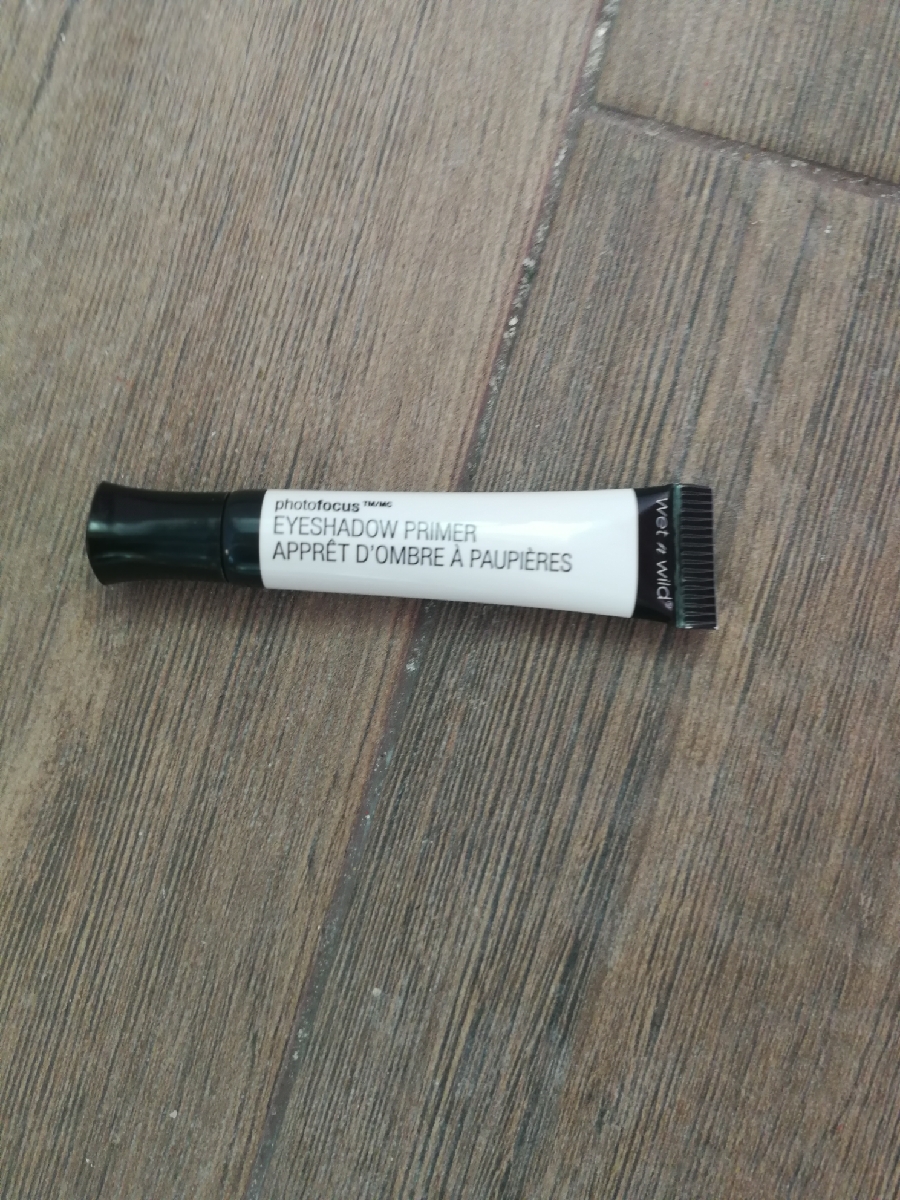 photofocus™/MC
EYESHADOW PRIMER
APPRÊT D'OMBRE À PAUPIÈRES
wet n wild®